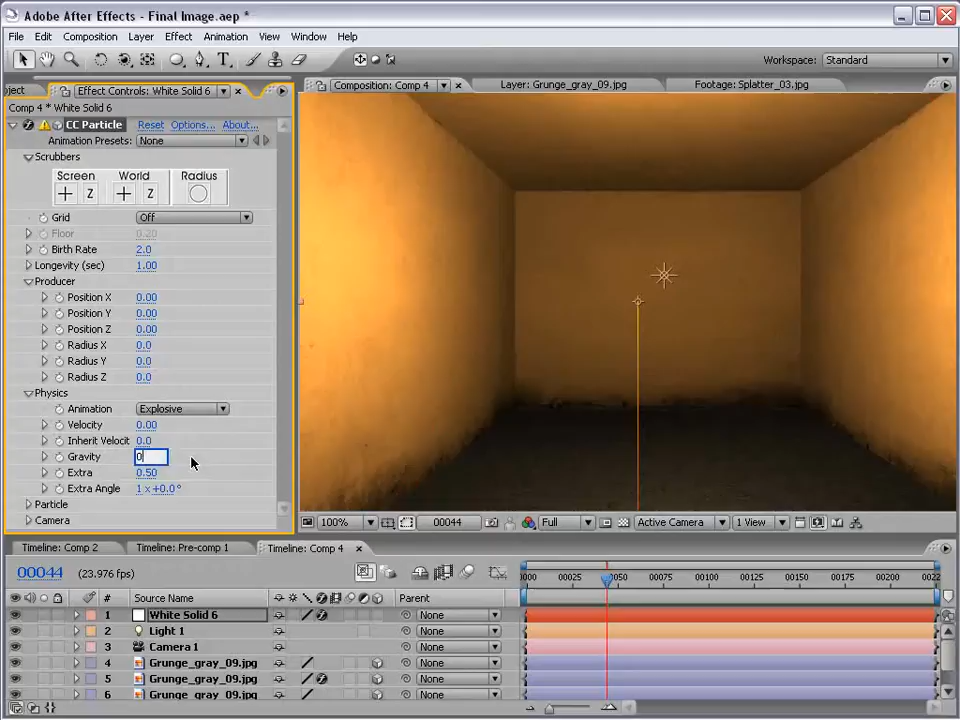 Adobe After Effects - Final Image.aep *
File Edit Composition Layer Effect Animation View Window Help
Workspace: Standard
oject Effect Controls: White Solid 6 Composition: Comp 4 Layer: Grunge_gray_09.jpg Footage: Splatter_03.jpg
Comp 4 * White Solid 6
CC Particle Reset Options... About...
Animation Presets: None
Scrubbers
Screen World Radius
Z Z
Grid Off
Floor 0.20
Birth Rate 2.0
Longevity (sec) 1.00
Producer
Position X 0.00
Position Y 0.00
Position Z 0.00
Radius X 0.0
Radius Y 0.0
Radius Z 0.0
Physics
Animation Explosive
Velocity 0.00
Inherit Velocit 0.0
Gravity 0
Extra 0.50
Extra Angle 1 x +0.0°
Particle
Camera
100% 00044 Full Active Camera 1 View
Timeline: Comp 2 Timeline: Pre-comp 1 Timeline: Comp 4
00044 (23.976 fps)
0000 00025 00050 00075 00100 00125 00150 00175 00200 0022
# Source Name Parent
1 White Solid 6 None
2 Light 1 None
3 Camera 1 None
4 Grunge_gray_09.jpg None
5 Grunge_gray_09.jpg None
6 Grunge_gray_09.jpg None